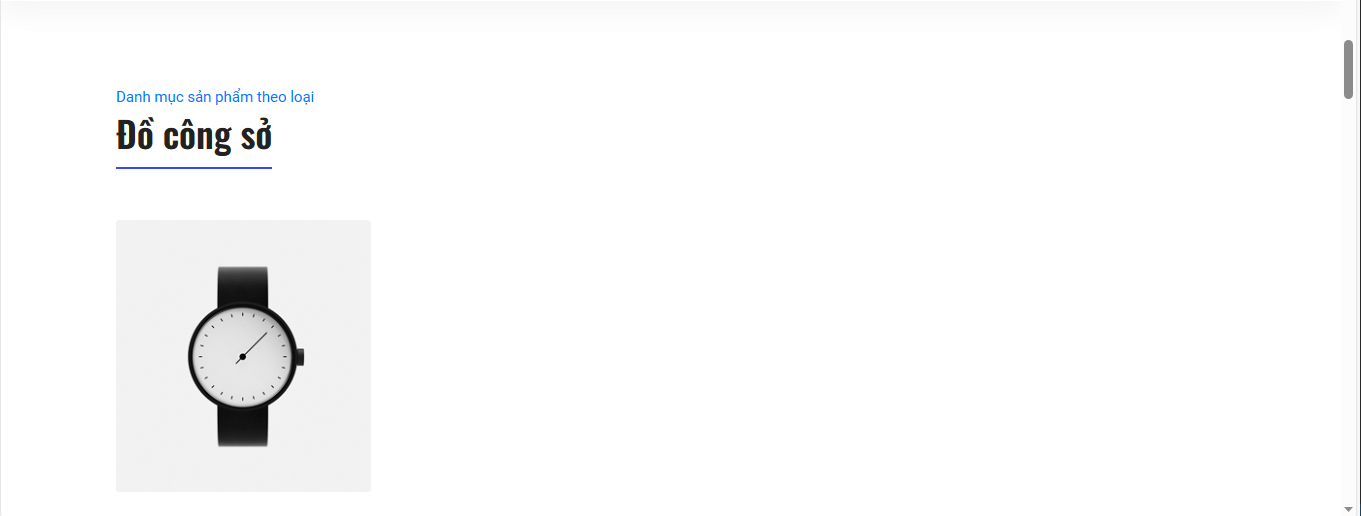 Danh mục sản phẩm theo loại
Đồ công sở